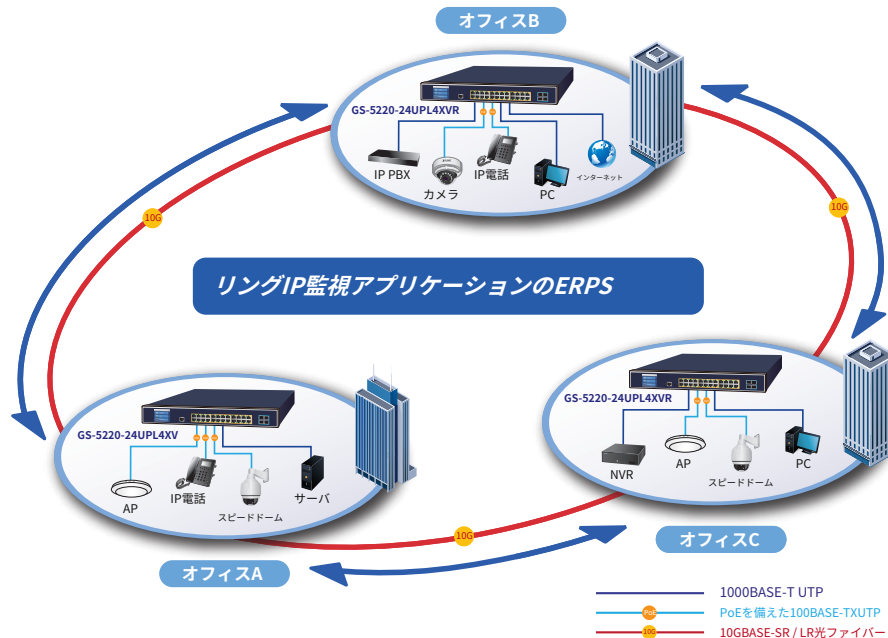 オフィスB
GS-5220-24UPL4XVR
IP PBX
カメラ
IP電話
PC
インターネット
10G
10G
リングIP監視アプリケーションのERPS
GS-5220-24UPL4XV
AP
IP電話
スピードドーム
サーバ
オフィスA
GS-5220-24UPL4XVR
NVR
AP
スピードドーム
PC
オフィスC
10G
1000BASE-T UTP
PoE
PoEを備えた100BASE-TXUTP
10G
10GBASE-SR / LR光ファイバー